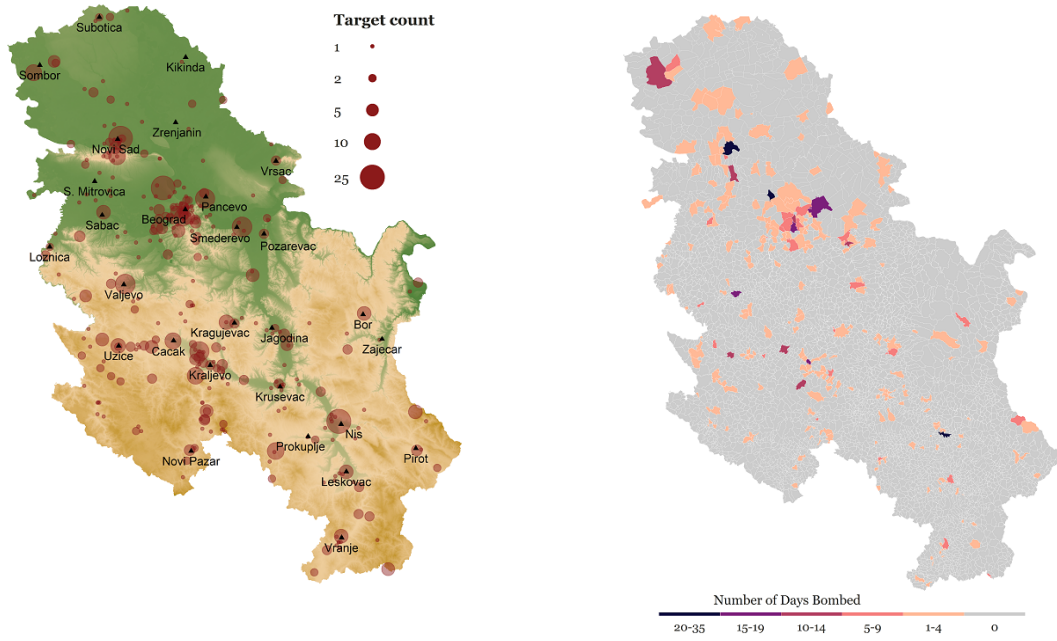 Target count
1
2
5
10
25
Subotica
Sombor
Kikinda
Zrenjanin
Novi Sad
Vrsac
S. Mitrovica
Pancevo
Beograd
Sabac
Smederevo
Pozarevac
Loznica
Valjevo
Bor
Kragujevac
Jagodina
Zajecar
Uzice
Cacak
Kraljevo
Krusevac
Nis
Prokuplje
Novi Pazar
Pirot
Leskovac
Vranje
Number of Days Bombed
20-35 15-19 10-14 5-9 1-4 0